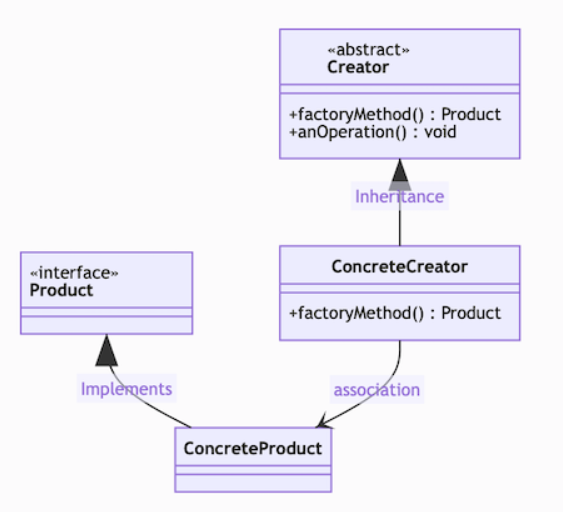 «abstract»
Creator
+factoryMethod() : Product
+anOperation() : void
Inheritance
«interface»
Product
ConcreteCreator
+factoryMethod() : Product
Implements
association
ConcreteProduct